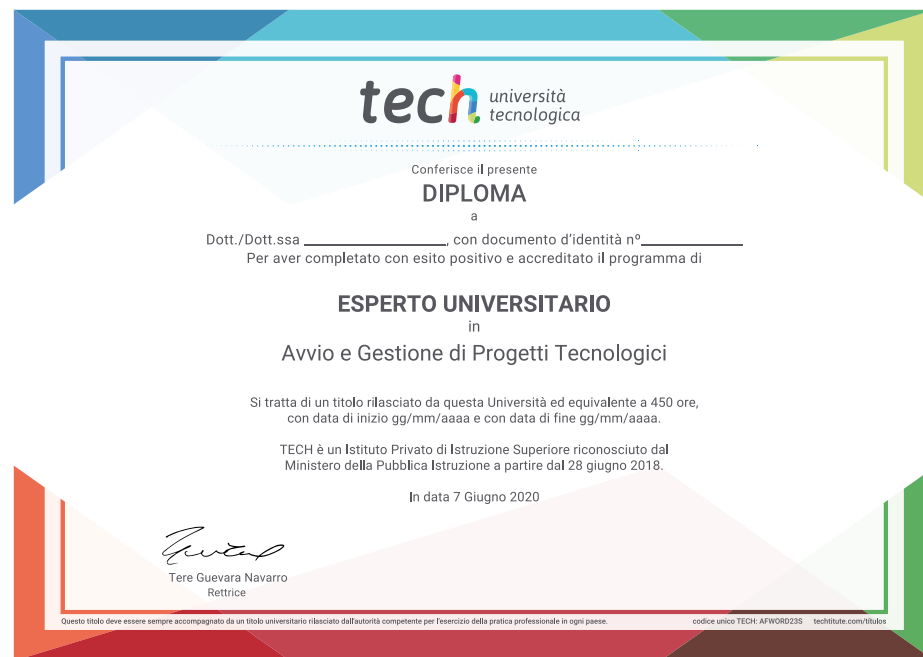 tech università
tecnologica
Conferisce il presente
DIPLOMA
a
Dott./Dott.ssa ____________________, con documento d'identità nº______________
Per aver completato con esito positivo e accreditato il programma di
ESPERTO UNIVERSITARIO
in
Avvio e Gestione di Progetti Tecnologici
Si tratta di un titolo rilasciato da questa Università ed equivalente a 450 ore,
con data di inizio gg/mm/aaaa e con data di fine gg/mm/aaaa.
TECH è un Istituto Privato di Istruzione Superiore riconosciuto dal
Ministero della Pubblica Istruzione a partire dal 28 giugno 2018.
In data 7 Giugno 2020
Tere Guevara Navarro
Rettrice
Questo titolo deve essere sempre accompagnato da un titolo universitario rilasciato dall'autorità competente per l'esercizio della pratica professionale in ogni paese. codice unico TECH: AFWORD23S techtitute.com/títulos